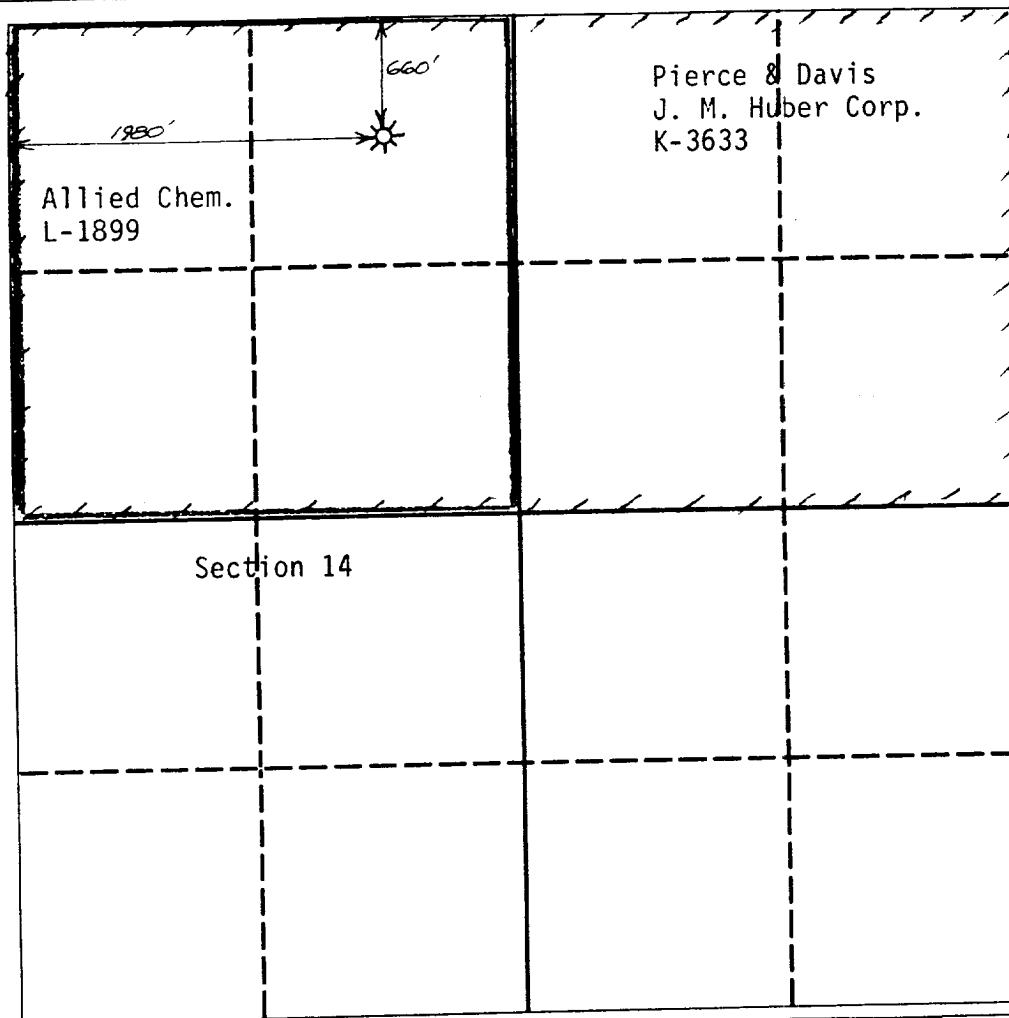 660'
1980'
Pierce & Davis
J. M. Huber Corp.
K-3633
Allied Chem.
L-1899
Section 14